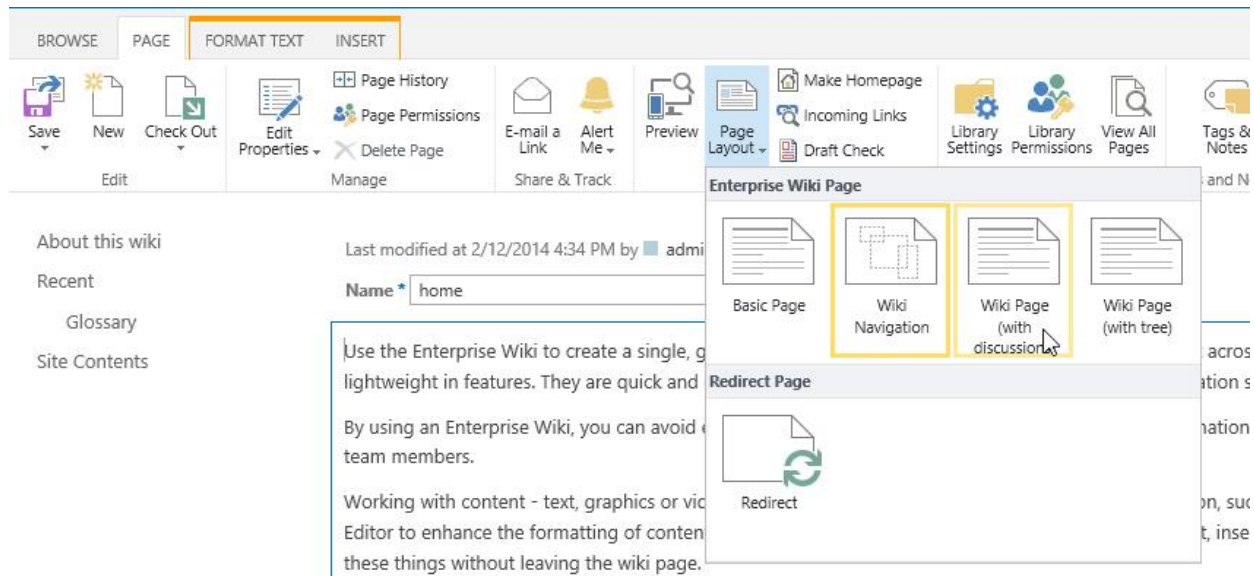 BROWSE PAGE FORMAT TEXT INSERT
Save New Check Out
Edit
Edit Properties
Page History
Page Permissions
Delete Page
Manage
E-mail a Link
Alert Me
Share & Track
Preview
Page Layout
Make Homepage
Incoming Links
Draft Check
Library Settings
Library Permissions
View All Pages
Tags & Notes
and N
About this wiki
Recent
Glossary
Site Contents
Last modified at 2/12/2014 4:34 PM by admi
Name * home
Use the Enterprise Wiki to create a single, g
lightweight in features. They are quick and
By using an Enterprise Wiki, you can avoid
team members.
Working with content - text, graphics or vid
Editor to enhance the formatting of conten
these things without leaving the wiki page.
Enterprise Wiki Page
Basic Page
Wiki Navigation
Wiki Page (with discussion
Wiki Page (with tree)
Redirect Page
Redirect
acros
ation s
nation
on, suc
t, inse